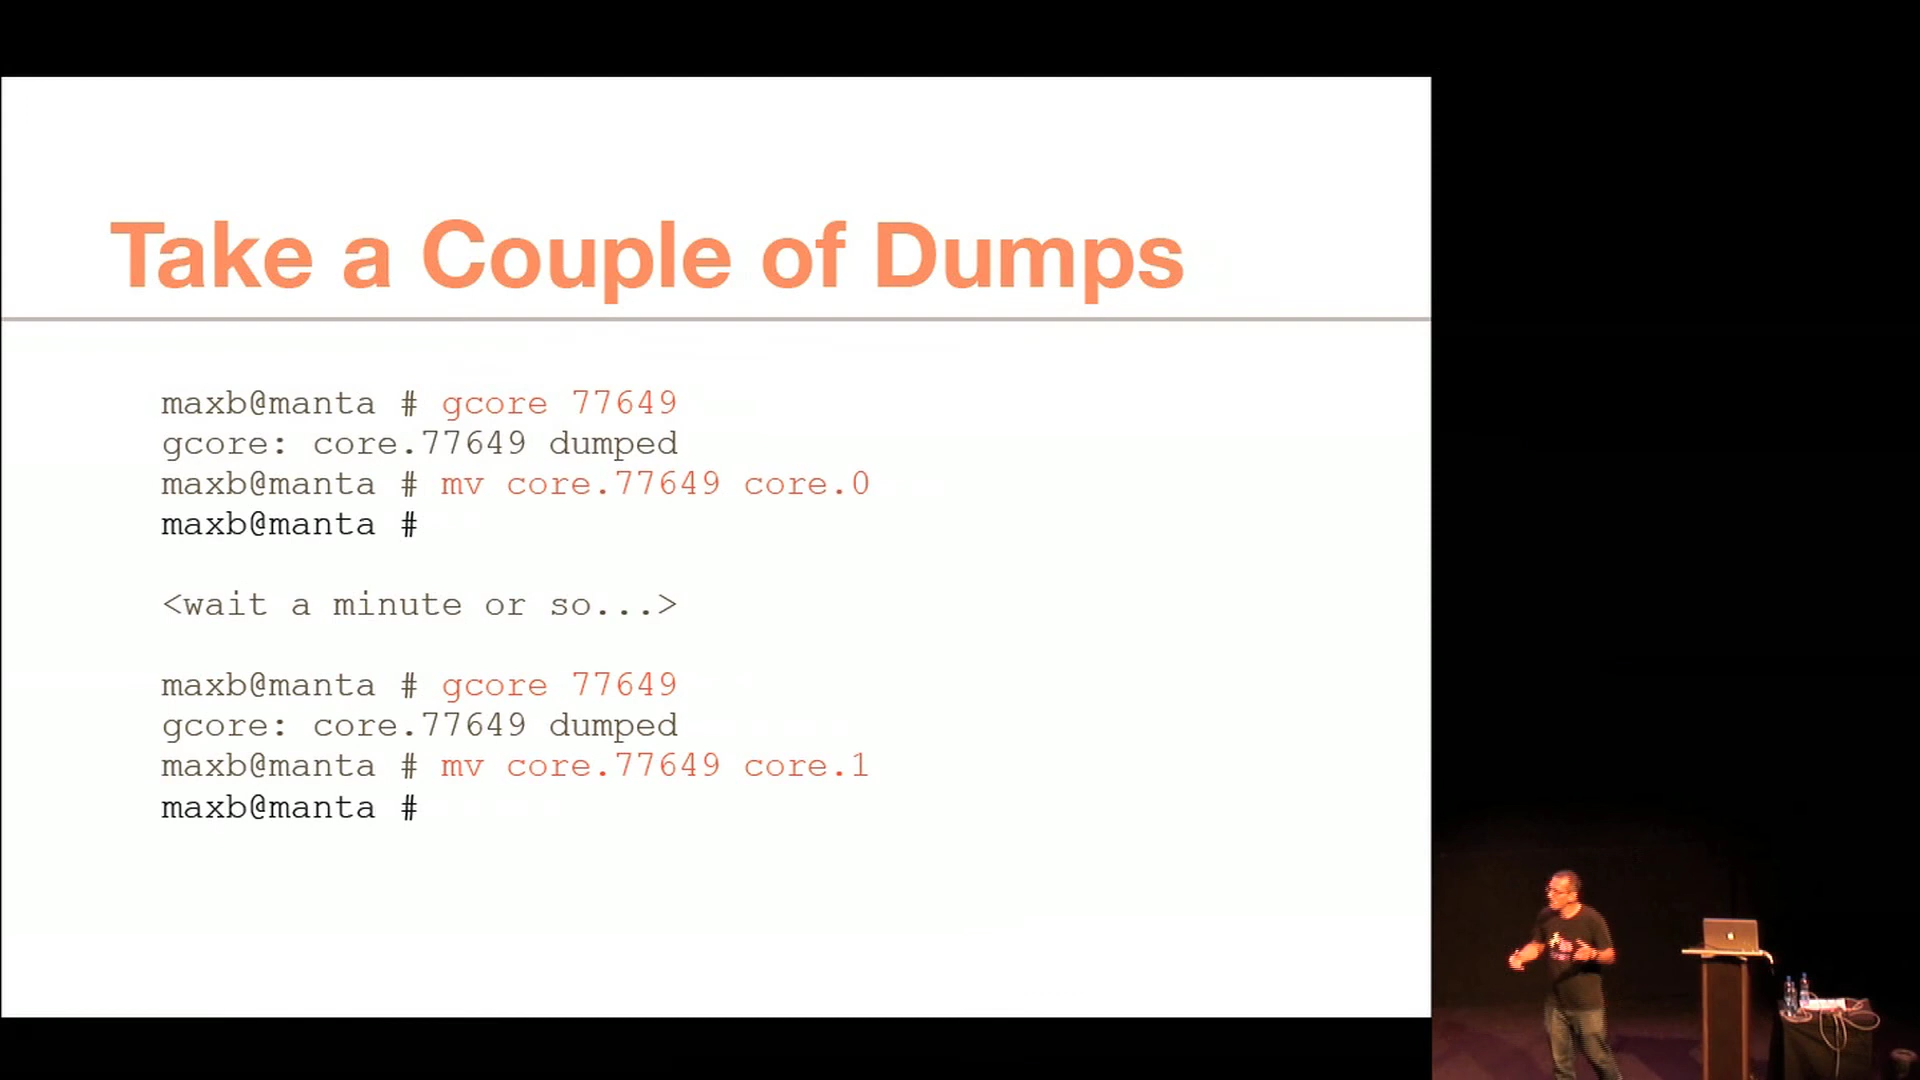 Take a Couple of Dumps
maxb@manta # gcore 77649
gcore: core.77649 dumped
maxb@manta # mv core.77649 core.0
maxb@manta #
<wait a minute or so...>
maxb@manta # gcore 77649
gcore: core.77649 dumped
maxb@manta # mv core.77649 core.1
maxb@manta #